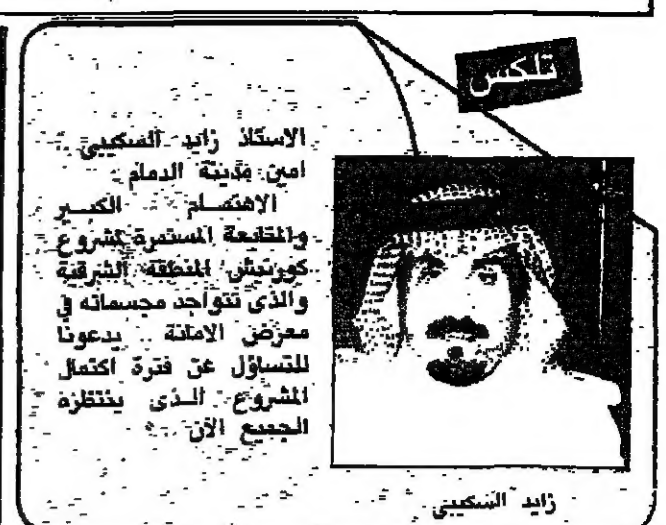 تلكس
الاستاذ زايد السكيبي ..
امين مدينة الدمام ..
الاهتمام الكبير
والمتابعة المستمرة لمشروع
كورنيش المنطقة الشرقية
والذى تتواجد مجسماته في
معرض الامانة .. يدعونا
للتساؤل عن فترة اكتمال
المشروع الذى ينتظره
الجميع الآن ..
زايد السكيبي